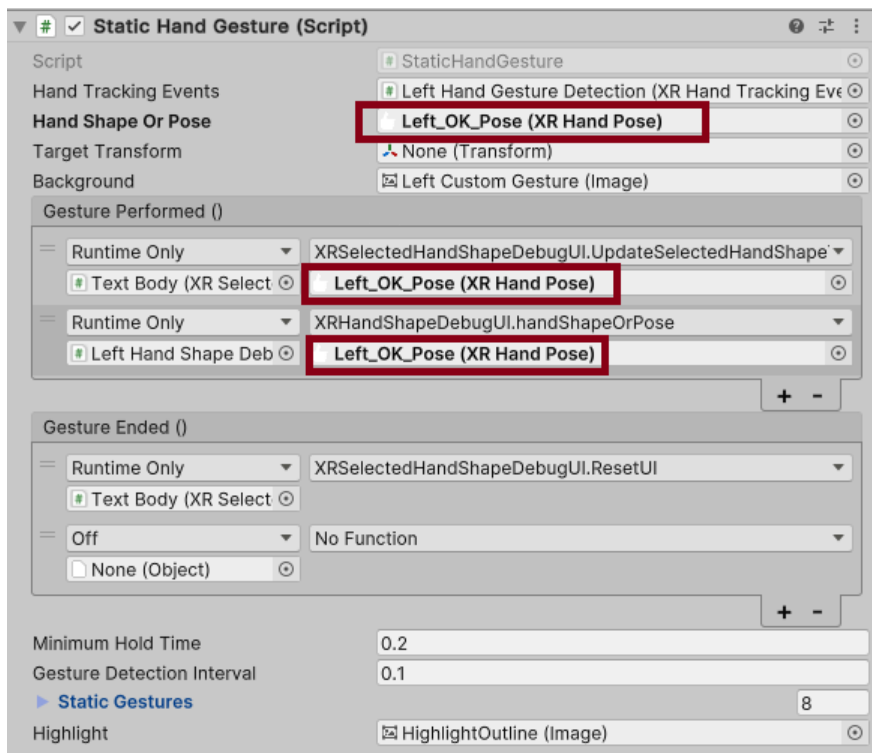 Static Hand Gesture (Script)
Script StaticHandGesture
Hand Tracking Events Left Hand Gesture Detection (XR Hand Tracking Eve
Hand Shape Or Pose Left_OK_Pose (XR Hand Pose)
Target Transform None (Transform)
Background Left Custom Gesture (Image)
Gesture Performed ()
Runtime Only XRSelectedHandShapeDebugUI.UpdateSelectedHandShape
Text Body (XR Select Left_OK_Pose (XR Hand Pose)
Runtime Only XRHandShapeDebugUI.handShapeOrPose
Left Hand Shape Deb Left_OK_Pose (XR Hand Pose)
+ -
Gesture Ended ()
Runtime Only XRSelectedHandShapeDebugUI.ResetUI
Text Body (XR Select
Off No Function
None (Object)
+ -
Minimum Hold Time 0.2
Gesture Detection Interval 0.1
Static Gestures 8
Highlight HighlightOutline (Image)